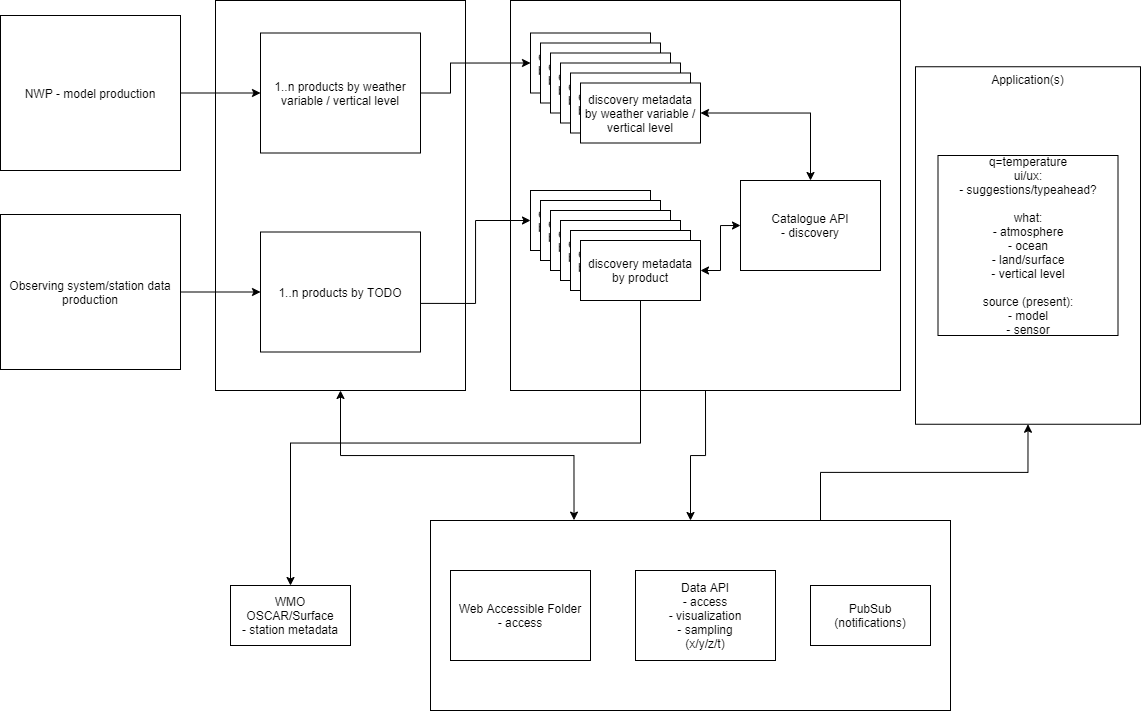 NWP - model production
1..n products by weather
variable / vertical level
discovery metadata
by weather variable /
vertical level
Application(s)
q=temperature
ui/ux:
- suggestions/typeahead?
what:
- atmosphere
- ocean
- land/surface
- vertical level
source (present):
- model
- sensor
Observing system/station data
production
1..n products by TODO
discovery metadata
by product
Catalogue API
- discovery
WMO
OSCAR/Surface
- station metadata
Web Accessible Folder
- access
Data API
- access
- visualization
- sampling
(x/y/z/t)
PubSub
(notifications)